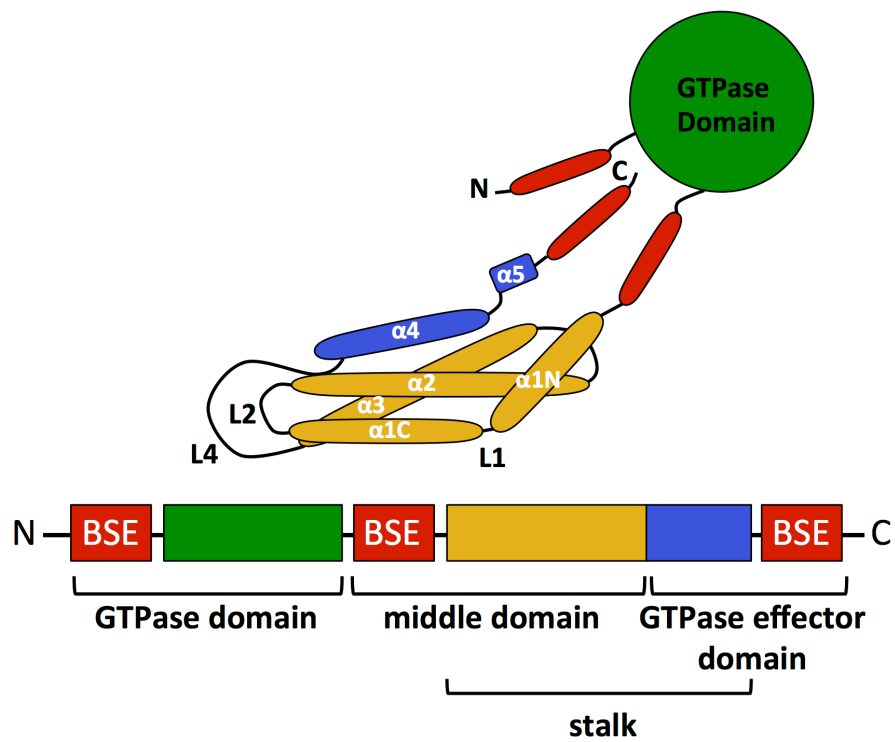 GTPase
Domain
N
C
α5
α4
α2
α1N
α3
L2
α1C
L4
L1
N
BSE
BSE
BSE
C
GTPase domain
middle domain
GTPase effector
domain
stalk